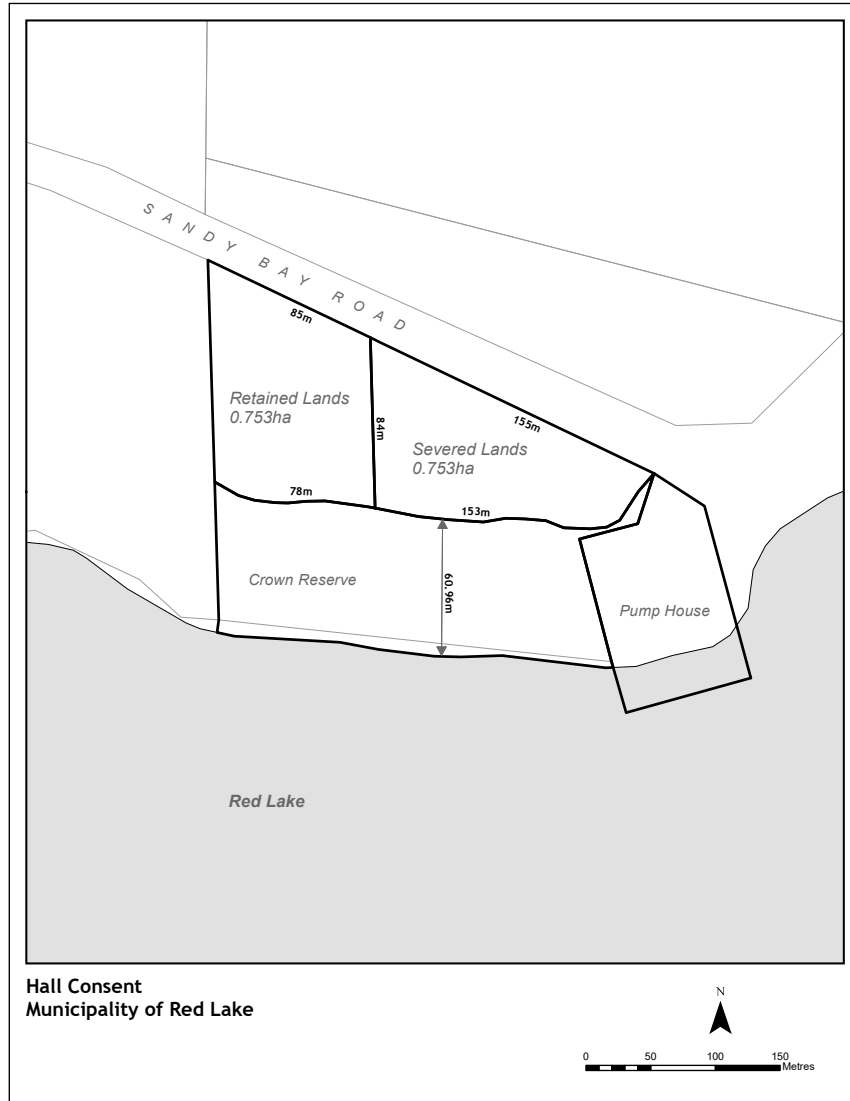 SANDY BAY ROAD
85m
Retained Lands
0.753ha
84m
155m
Severed Lands
0.753ha
78m
153m
Crown Reserve
60.96m
Pump House
Red Lake
Hall Consent
Municipality of Red Lake
N
0 50 100 150
Metres